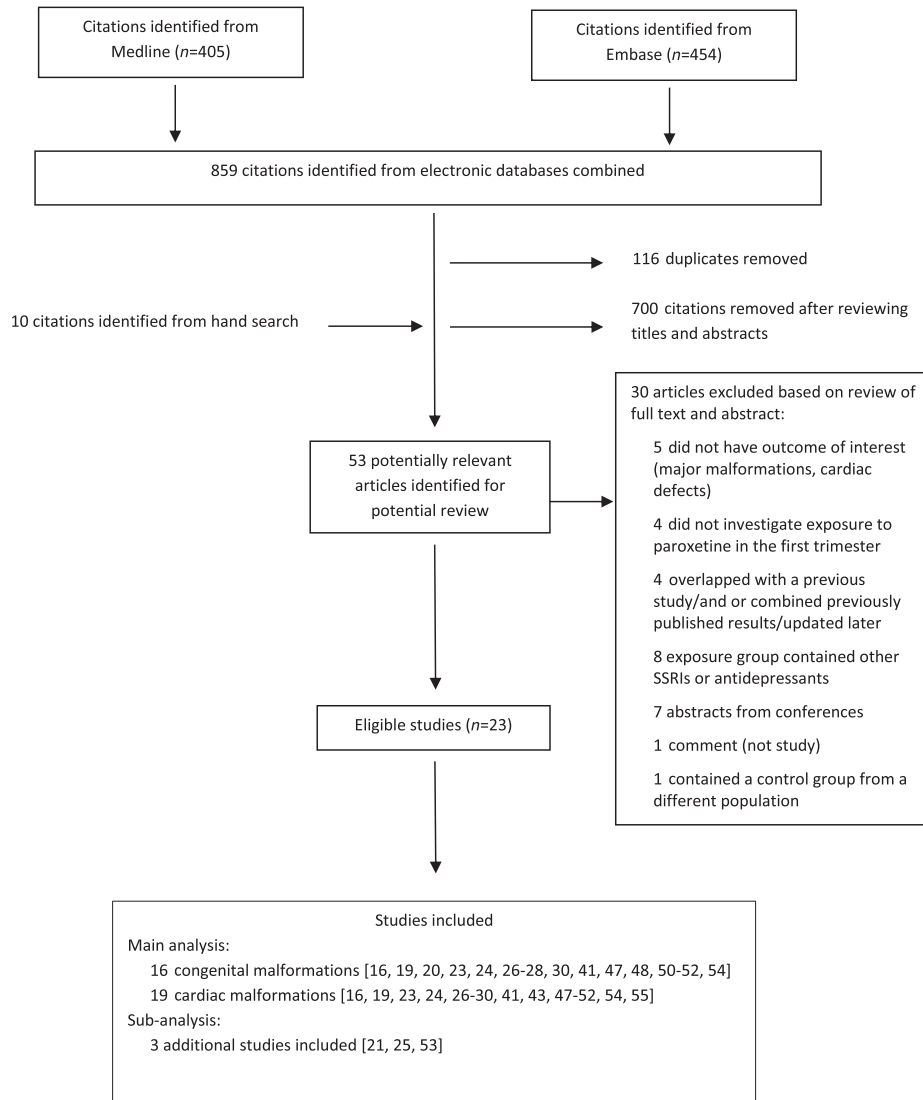 Citations identified from
Medline (n=405)
Citations identified from
Embase (n=454)
859 citations identified from electronic databases combined
116 duplicates removed
10 citations identified from hand search
700 citations removed after reviewing
titles and abstracts
30 articles excluded based on review of
full text and abstract:
5 did not have outcome of interest
(major malformations, cardiac
defects)
4 did not investigate exposure to
paroxetine in the first trimester
4 overlapped with a previous
study/and or combined previously
published results/updated later
8 exposure group contained other
SSRIs or antidepressants
7 abstracts from conferences
1 comment (not study)
1 contained a control group from a
different population
53 potentially relevant
articles identified for
potential review
Eligible studies (n=23)
Studies included
Main analysis:
16 congenital malformations [16, 19, 20, 23, 24, 26-28, 30, 41, 47, 48, 50-52, 54]
19 cardiac malformations [16, 19, 23, 24, 26-30, 41, 43, 47-52, 54, 55]
Sub-analysis:
3 additional studies included [21, 25, 53]